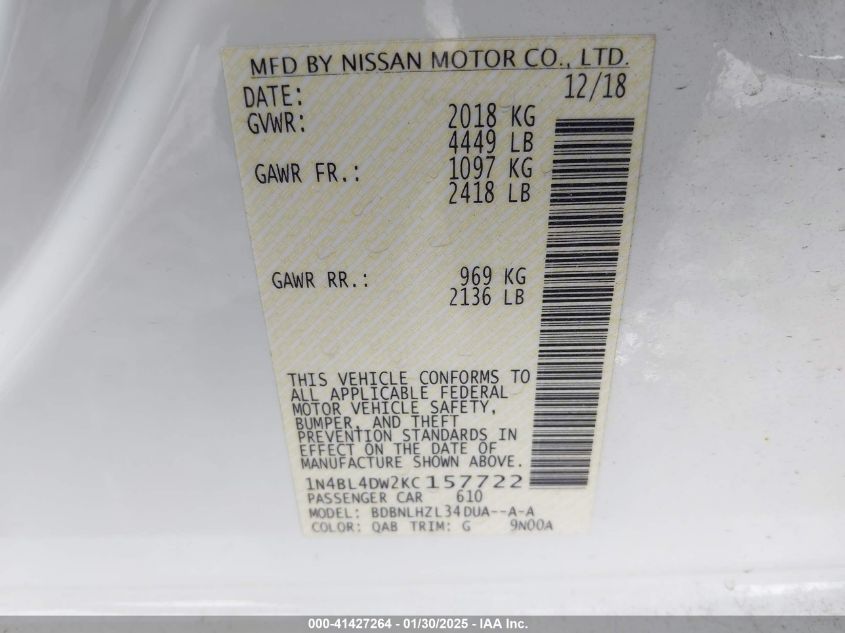 MFD BY NISSAN MOTOR CO., LTD.
DATE: 12/18
GVWR: 2018 KG
4449 LB
GAWR FR.: 1097 KG
2418 LB
GAWR RR.: 969 KG
2136 LB
THIS VEHICLE CONFORMS TO
ALL APPLICABLE FEDERAL
MOTOR VEHICLE SAFETY,
BUMPER, AND THEFT
PREVENTION STANDARDS IN
EFFECT ON THE DATE OF
MANUFACTURE SHOWN ABOVE.
1N4BL4DW2KC157722
PASSENGER CAR 610
MODEL: BDBNLHZL34DUA--A-A
COLOR: QAB TRIM: G 9N00A
000-41427264 - 01/30/2025 - IAA Inc.